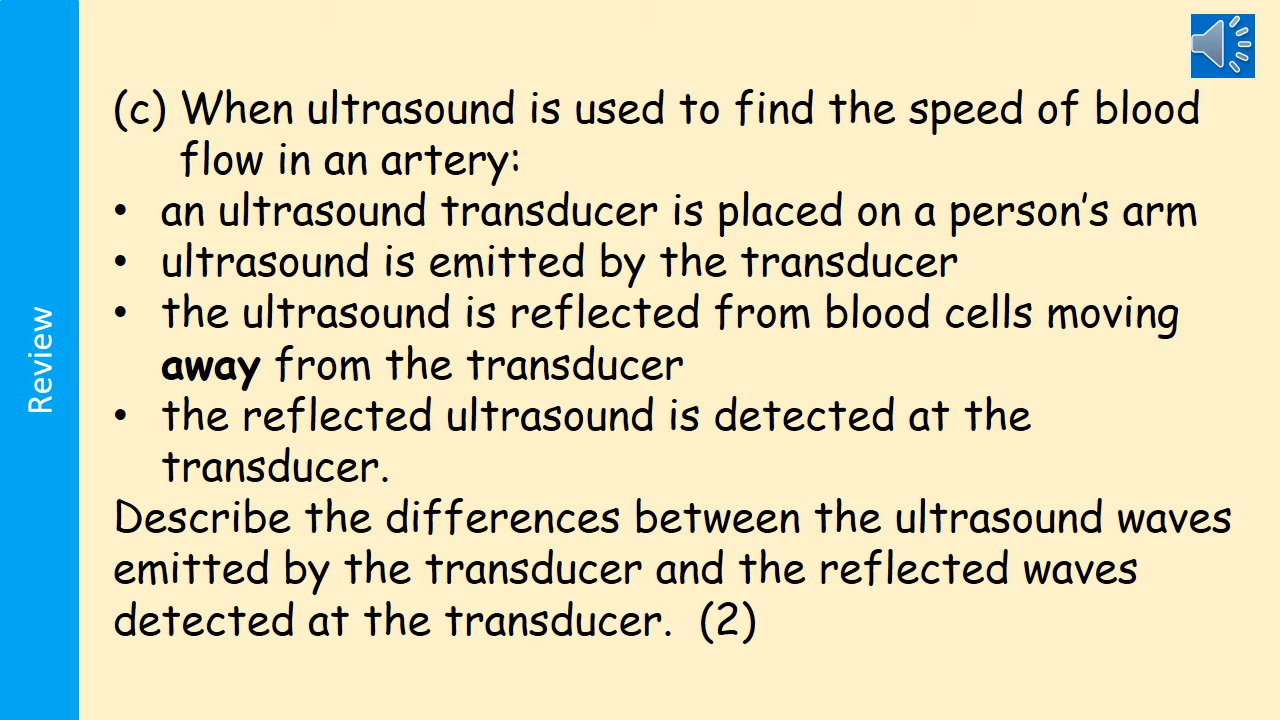 Review
(c) When ultrasound is used to find the speed of blood
flow in an artery:
• an ultrasound transducer is placed on a person's arm
• ultrasound is emitted by the transducer
• the ultrasound is reflected from blood cells moving
away from the transducer
• the reflected ultrasound is detected at the
transducer.
Describe the differences between the ultrasound waves
emitted by the transducer and the reflected waves
detected at the transducer. (2)